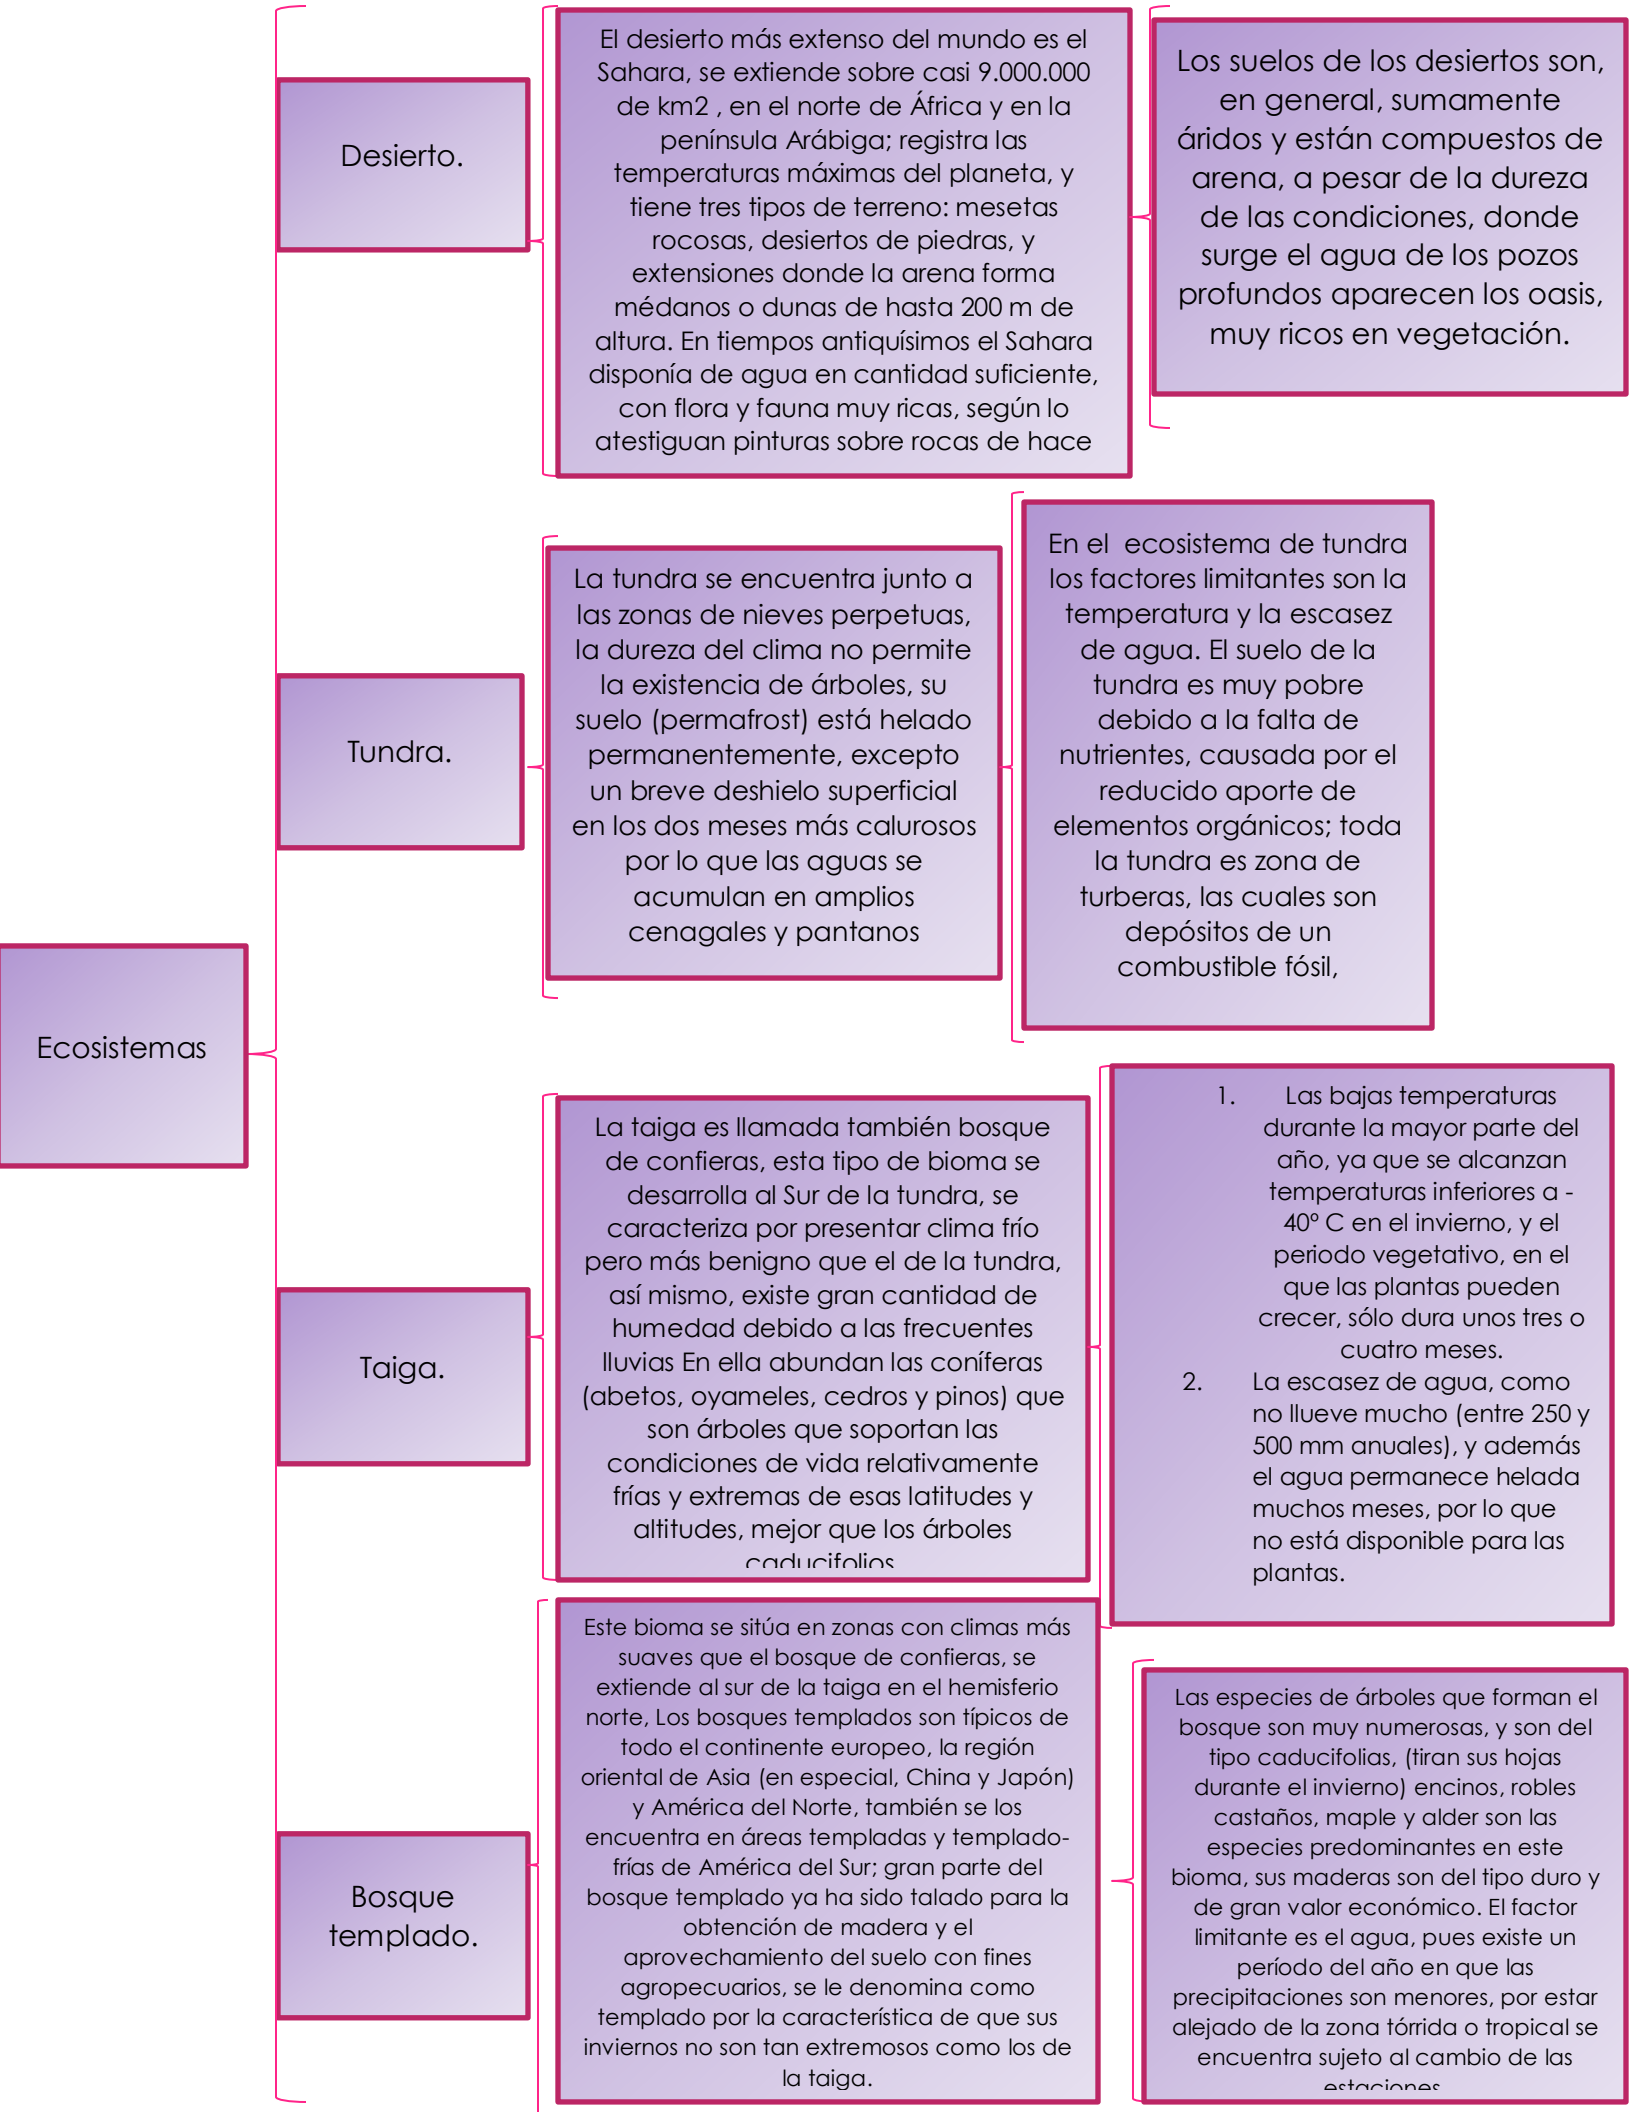 Ecosistemas
Desierto.
El desierto más extenso del mundo es el
Sahara, se extiende sobre casi 9.000.000
de km2 , en el norte de África y en la
península Arábiga; registra las
temperaturas máximas del planeta, y
tiene tres tipos de terreno: mesetas
rocosas, desiertos de piedras, y
extensiones donde la arena forma
médanos o dunas de hasta 200 m de
altura. En tiempos antiquísimos el Sahara
disponía de agua en cantidad suficiente,
con flora y fauna muy ricas, según lo
atestiguan pinturas sobre rocas de hace
Los suelos de los desiertos son,
en general, sumamente
áridos y están compuestos de
arena, a pesar de la dureza
de las condiciones, donde
surge el agua de los pozos
profundos aparecen los oasis,
muy ricos en vegetación.
Tundra.
La tundra se encuentra junto a
las zonas de nieves perpetuas,
la dureza del clima no permite
la existencia de árboles, su
suelo (permafrost) está helado
permanentemente, excepto
un breve deshielo superficial
en los dos meses más calurosos
por lo que las aguas se
acumulan en amplios
cenagales y pantanos
En el  ecosistema de tundra
los factores limitantes son la
temperatura y la escasez
de agua. El suelo de la
tundra es muy pobre
debido a la falta de
nutrientes, causada por el
reducido aporte de
elementos orgánicos; toda
la tundra es zona de
turberas, las cuales son
depósitos de un
combustible fósil,
Taiga.
La taiga es llamada también bosque
de confieras, esta tipo de bioma se
desarrolla al Sur de la tundra, se
caracteriza por presentar clima frío
pero más benigno que el de la tundra,
así mismo, existe gran cantidad de
humedad debido a las frecuentes
lluvias En ella abundan las coníferas
(abetos, oyameles, cedros y pinos) que
son árboles que soportan las
condiciones de vida relativamente
frías y extremas de esas latitudes y
altitudes, mejor que los árboles
caducifolios
1. Las bajas temperaturas
durante la mayor parte del
año, ya que se alcanzan
temperaturas inferiores a -
40º C en el invierno, y el
periodo vegetativo, en el
que las plantas pueden
crecer, sólo dura unos tres o
cuatro meses.
2. La escasez de agua, como
no llueve mucho (entre 250 y
500 mm anuales), y además
el agua permanece helada
muchos meses, por lo que
no está disponible para las
plantas.
Bosque
templado.
Este bioma se sitúa en zonas con climas más
suaves que el bosque de confieras, se
extiende al sur de la taiga en el hemisferio
norte, Los bosques templados son típicos de
todo el continente europeo, la región
oriental de Asia (en especial, China y Japón)
y América del Norte, también se los
encuentra en áreas templadas y templado-
frías de América del Sur; gran parte del
bosque templado ya ha sido talado para la
obtención de madera y el
aprovechamiento del suelo con fines
agropecuarios, se le denomina como
templado por la característica de que sus
inviernos no son tan extremosos como los de
la taiga.
Las especies de árboles que forman el
bosque son muy numerosas, y son del
tipo caducifolias, (tiran sus hojas
durante el invierno) encinos, robles
castaños, maple y alder son las
especies predominantes en este
bioma, sus maderas son del tipo duro y
de gran valor económico. El factor
limitante es el agua, pues existe un
período del año en que las
precipitaciones son menores, por estar
alejado de la zona tórrida o tropical se
encuentra sujeto al cambio de las
estaciones